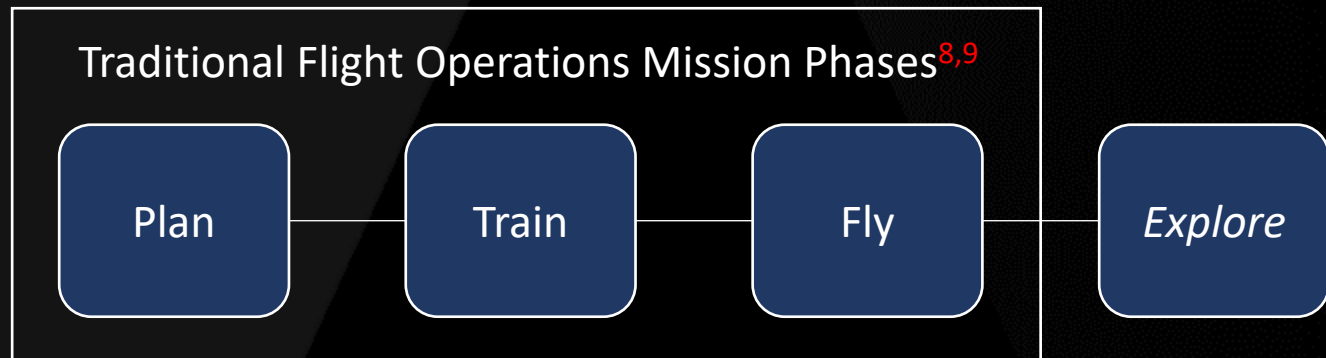 Traditional Flight Operations Mission Phases8,9
Plan
Train
Fly
Explore